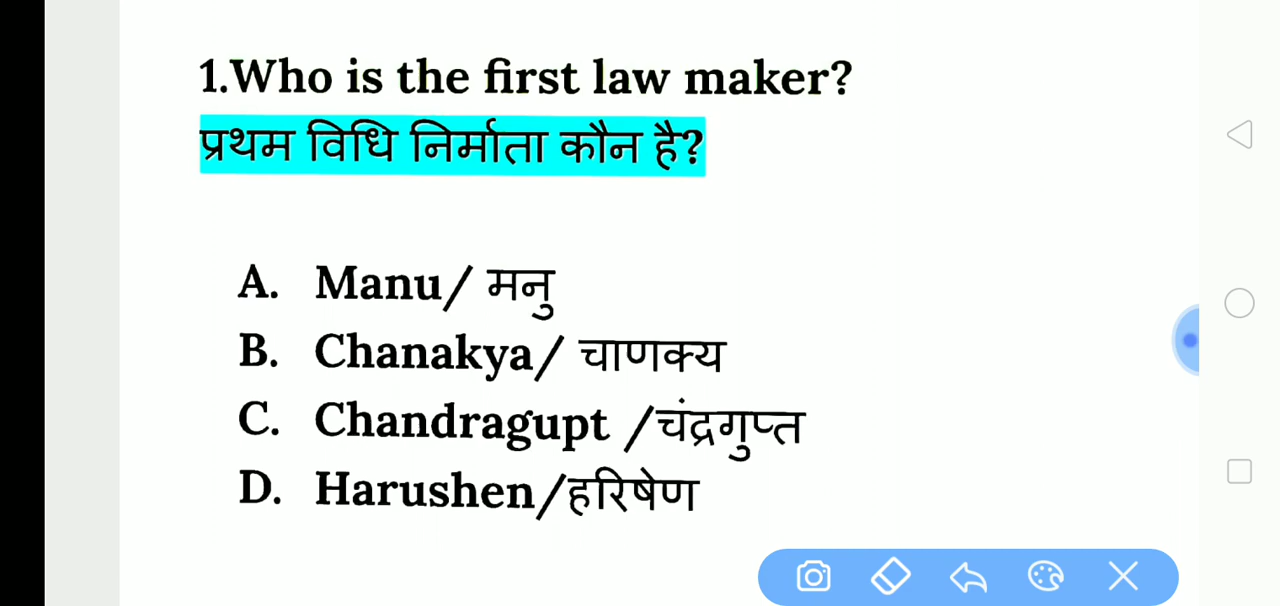 1.Who is the first law maker?
प्रथम विधि निर्माता कौन है?
A. Manu/ मनु
B. Chanakya/ चाणक्य
C. Chandragupt /चंद्रगुप्त
D. Harushen/हरिषेण